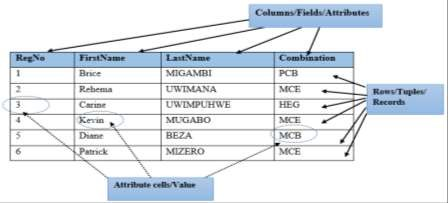 Columns/Fields/Attributes
RegNo FirstName LastName Combination
1 Brice MIGAMBI PCB
2 Rehema UWIMANA MCE
3 Carine UWIMPUHWE HEG
4 Kevin MUGABO MCE
5 Diane BEZA MCB
6 Patrick MIZERO MCE
Rows/Tuples/
Records
Attribute cells/Value